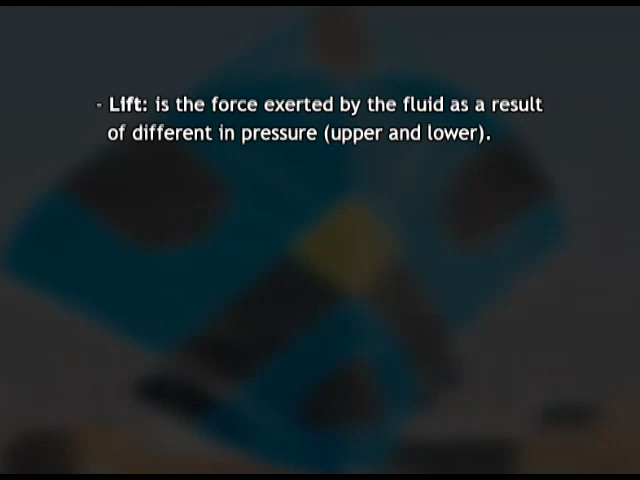 - Lift: is the force exerted by the fluid as a result
of different in pressure (upper and lower).